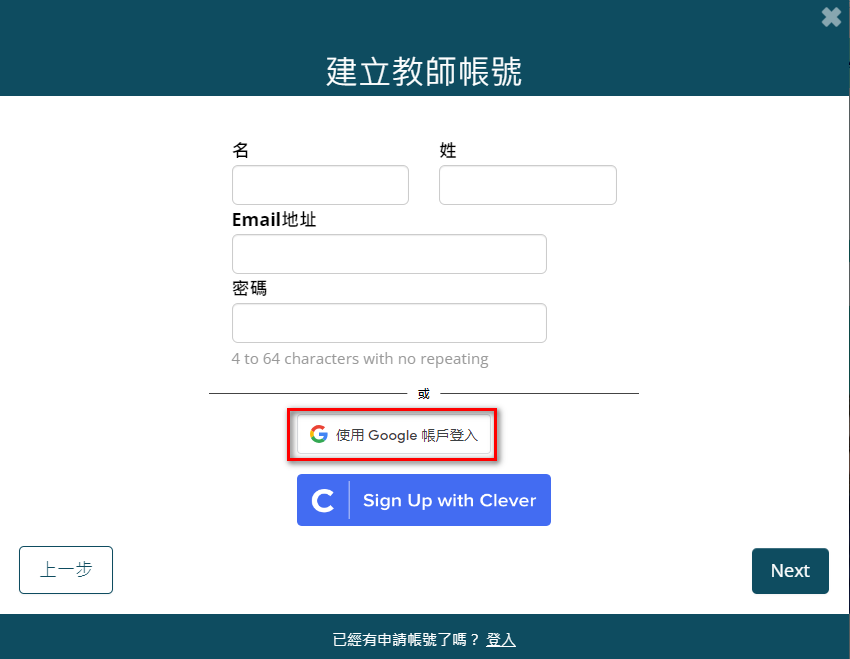 建立教師帳號
名 姓
Email地址
密碼
4 to 64 characters with no repeating
或
使用 Google 帳戶登入
Sign Up with Clever
上一步 Next
已經有申請帳號了嗎？ 登入